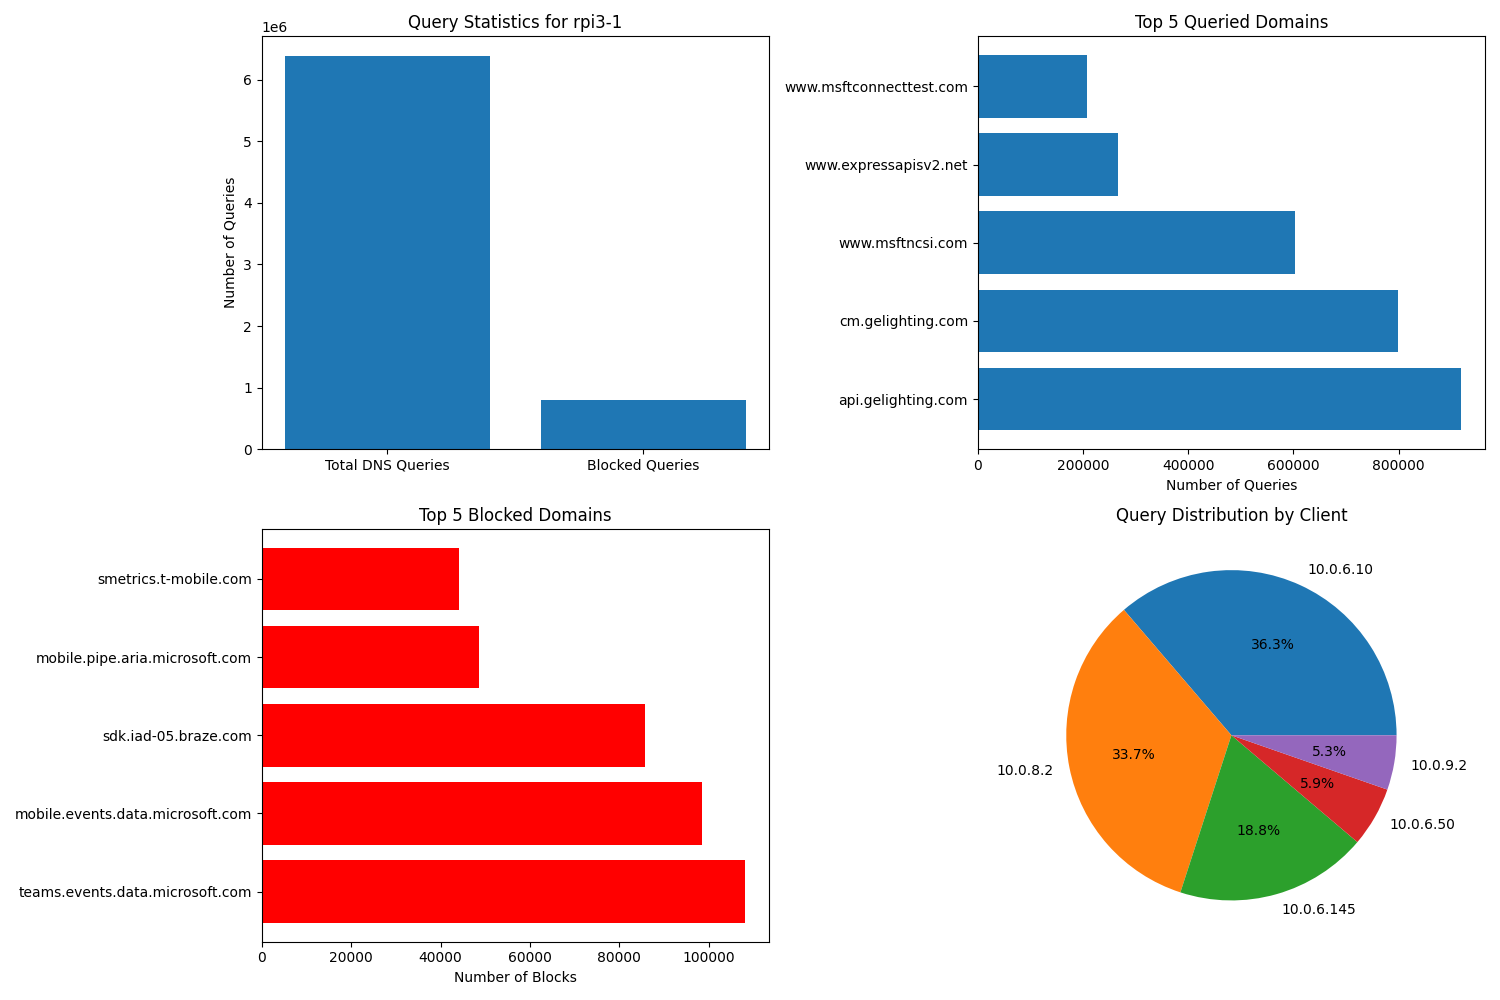 Query Statistics for rpi3-1
1e6
6
5
4
3
2
1
0
Number of Queries
Total DNS Queries
Blocked Queries
Top 5 Queried Domains
www.msftconnecttest.com
www.expressapisv2.net
www.msftncsi.com
cm.gelighting.com
api.gelighting.com
0 200000 400000 600000 800000
Number of Queries
Top 5 Blocked Domains
smetrics.t-mobile.com
mobile.pipe.aria.microsoft.com
sdk.iad-05.braze.com
mobile.events.data.microsoft.com
teams.events.data.microsoft.com
0 20000 40000 60000 80000 100000
Number of Blocks
Query Distribution by Client
10.0.6.10
36.3%
10.0.8.2
33.7%
10.0.6.145
18.8%
10.0.6.50
5.9%
10.0.9.2
5.3%